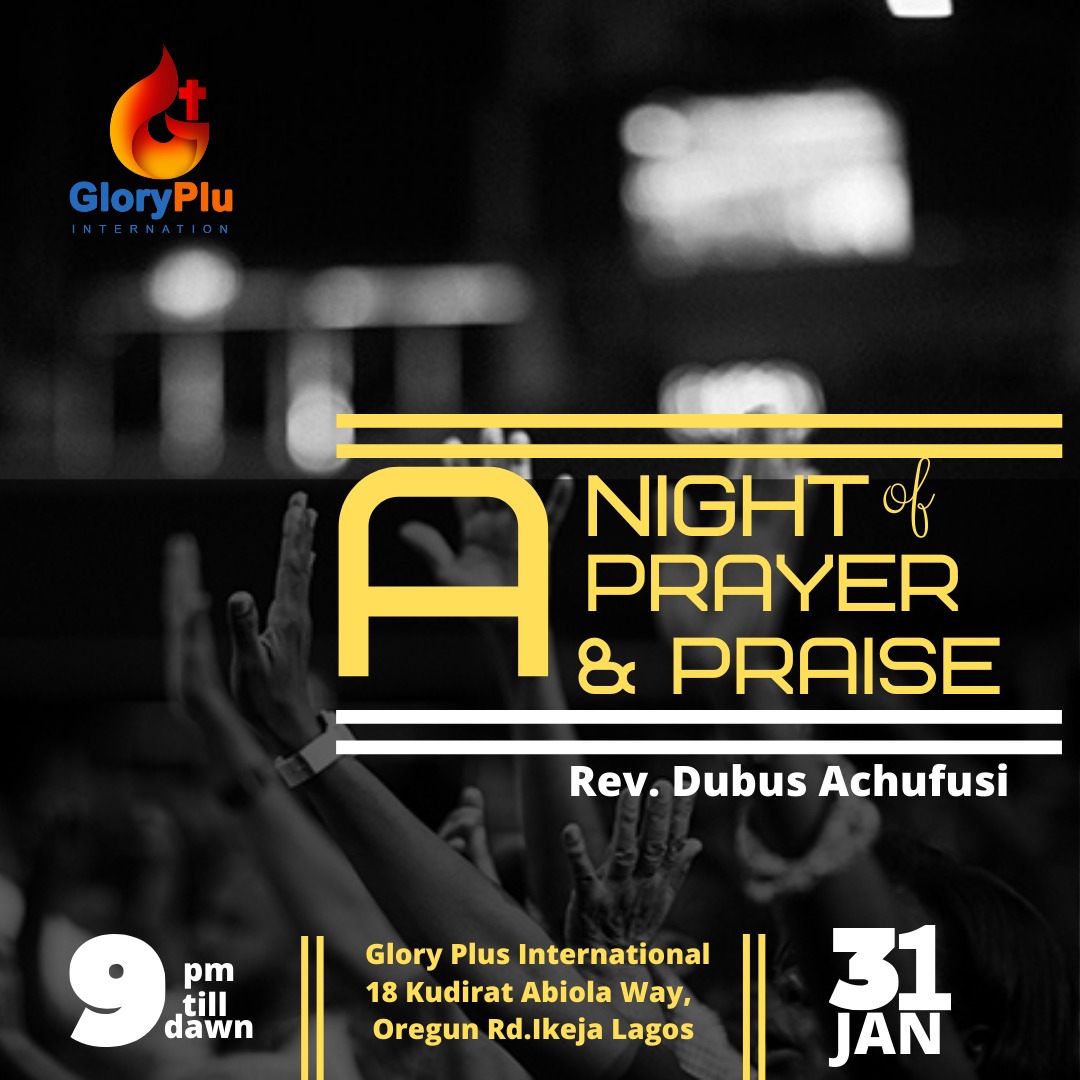 GloryPlu
INTERNATION
A NIGHT of
PRAYER
& PRAISE
Rev. Dubus Achufusi
9 pm
till
dawn
Glory Plus International
18 Kudirat Abiola Way,
Oregun Rd.Ikeja Lagos
31
JAN